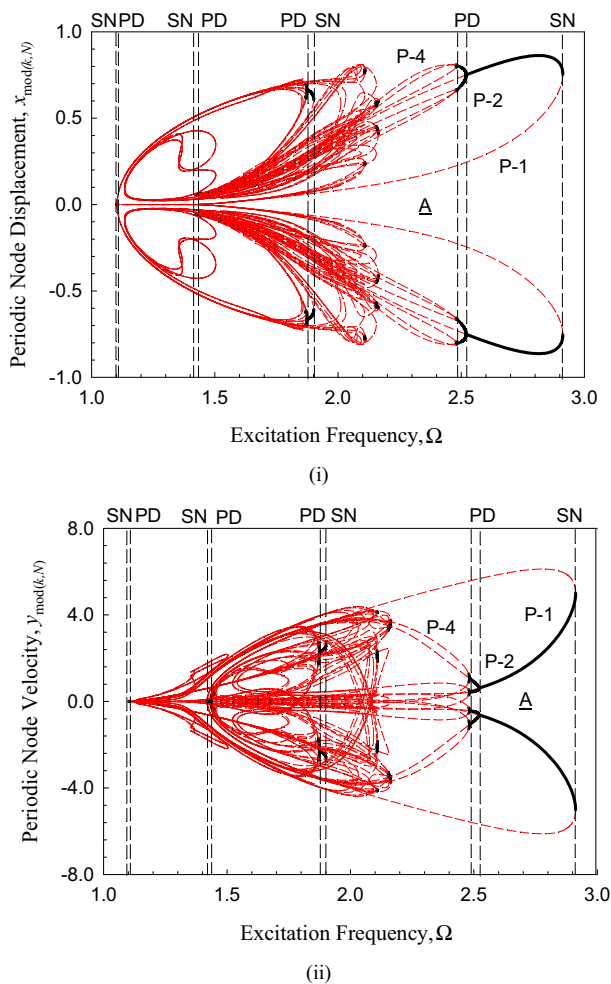 SN PD SN PD PD SN PD SN
1.0
0.5
0.0
-0.5
-1.0
Periodic Node Displacement, x mod(k,N)
P-4
P-2
P-1
A
1.0 1.5 2.0 2.5 3.0
Excitation Frequency, Ω
(i)
SN PD SN PD PD SN PD SN
8.0
4.0
0.0
-4.0
-8.0
Periodic Node Velocity, y mod(k,N)
P-1
P-4
P-2
A
1.0 1.5 2.0 2.5 3.0
Excitation Frequency, Ω
(ii)